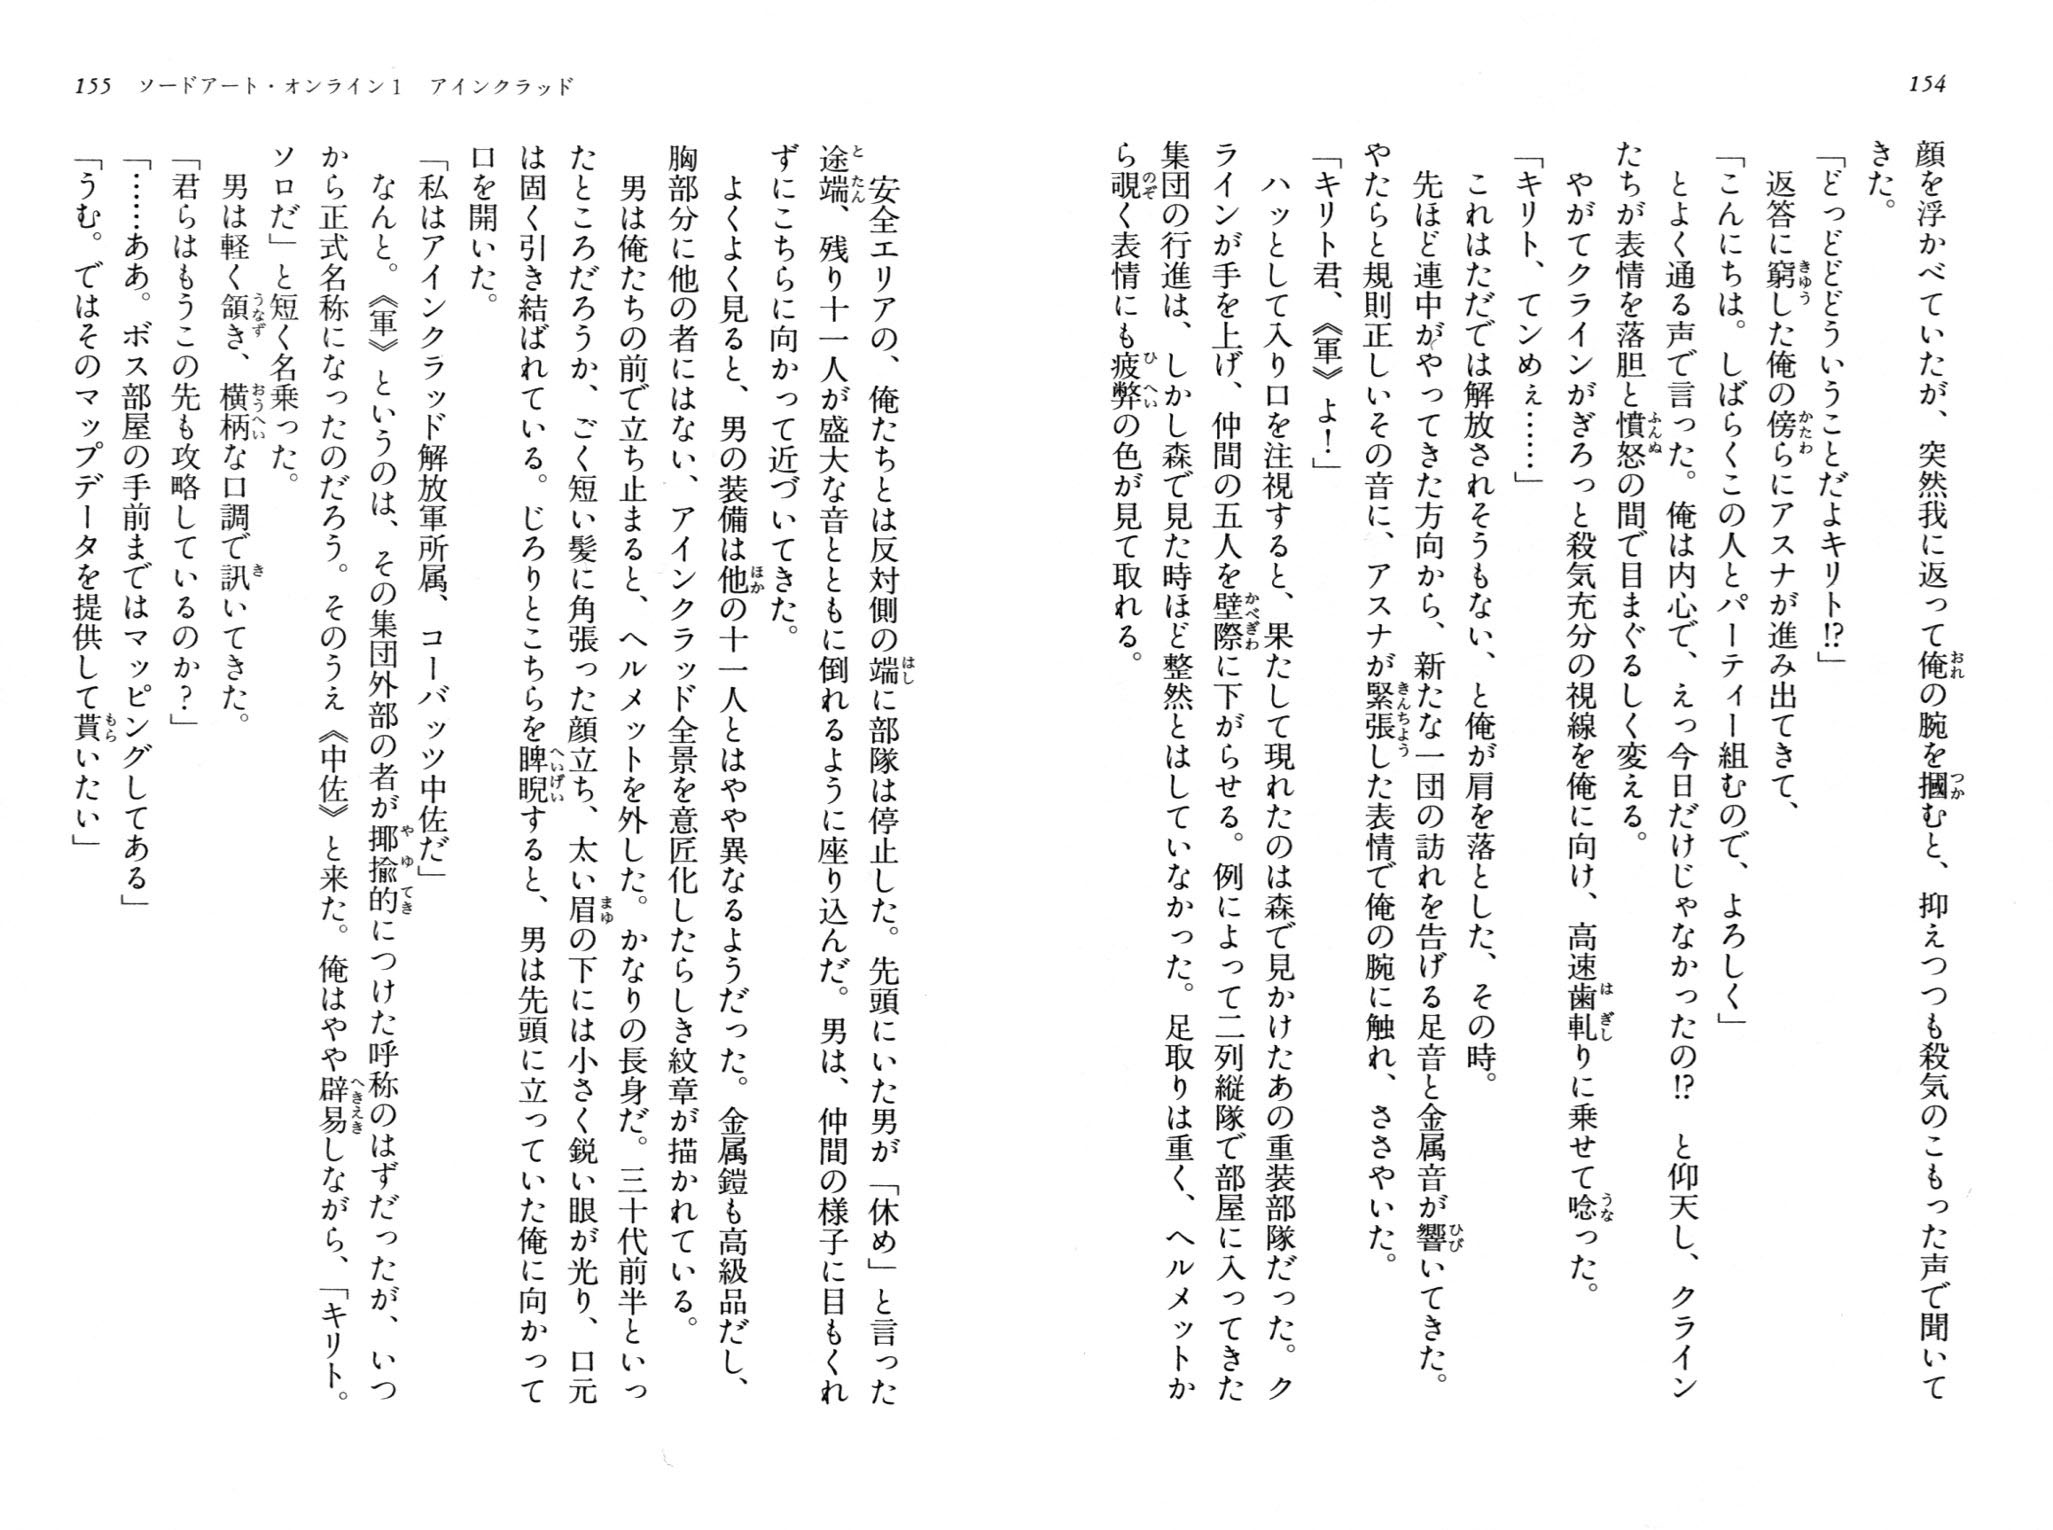 154
顔を浮かべていたが、突然我に返って俺の腕を摑むと、抑えつつも殺気のこもった声で聞いて
きた。
「どっどどどういうことだよキリト!?」
返答に窮した俺の傍らにアスナが進み出てきて、
「こんにちは。しばらくこの人とパーティー組むので、よろしく」
とよく通る声で言った。俺は内心で、えっ今日だけじゃなかったの!?　と仰天し、クライン
たちが表情を落胆と憤怒の間で目まぐるしく変える。
やがてクラインがぎろっと殺気充分の視線を俺に向け、高速歯軋りに乗せて唸った。
「キリト、てンめぇ……」
これはただでは解放されそうもない、と俺が肩を落とした、その時。
先ほど連中がやってきた方向から、新たな一団の訪れを告げる足音と金属音が響いてきた。
やたらと規則正しいその音に、アスナが緊張した表情で俺の腕に触れ、ささやいた。
「キリト君、《軍》よ！」
ハッとして入り口を注視すると、果たして現れたのは森で見かけたあの重装部隊だった。ク
ラインが手を上げ、仲間の五人を壁際に下がらせる。例によって二列縦隊で部屋に入ってきた
集団の行進は、しかし森で見た時ほど整然とはしていなかった。足取りは重く、ヘルメットか
ら覗く表情にも疲弊の色が見て取れる。
155　ソードアート・オンライン1　アインクラッド
安全エリアの、俺たちとは反対側の端に部隊は停止した。先頭にいた男が「休め」と言った
途端、残り十一人が盛大な音とともに倒れるように座り込んだ。男は、仲間の様子に目もくれ
ずにこちらに向かって近づいてきた。
よくよく見ると、男の装備は他の十一人とはやや異なるようだった。金属鎧も高級品だし、
胸部分に他の者にはない、アインクラッド全景を意匠化したらしき紋章が描かれている。
男は俺たちの前で立ち止まると、ヘルメットを外した。かなりの長身だ。三十代前半といっ
たところだろうか、ごく短い髪に角張った顔立ち、太い眉の下には小さく鋭い眼が光り、口元
は固く引き結ばれている。じろりとこちらを睥睨すると、男は先頭に立っていた俺に向かって
口を開いた。
「私はアインクラッド解放軍所属、コーバッツ中佐だ」
なんと。《軍》というのは、その集団外部の者が揶揄的につけた呼称のはずだったが、いつ
から正式名称になったのだろう。そのうえ《中佐》と来た。俺はやや辟易しながら、「キリト。
ソロだ」と短く名乗った。
男は軽く頷き、横柄な口調で訊いてきた。
「君らはもうこの先も攻略しているのか？」
「……ああ。ボス部屋の手前まではマッピングしてある」
「うむ。ではそのマップデータを提供して貰いたい」